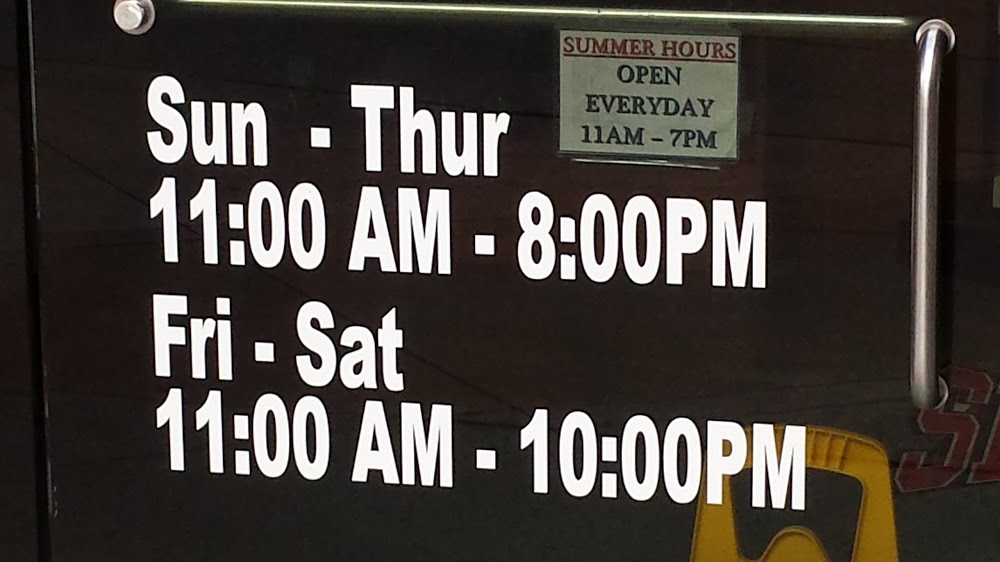 SUMMER HOURS
OPEN
EVERYDAY
11AM – 7PM
Sun - Thur
11:00 AM - 8:00PM
Fri - Sat
11:00 AM - 10:00PM